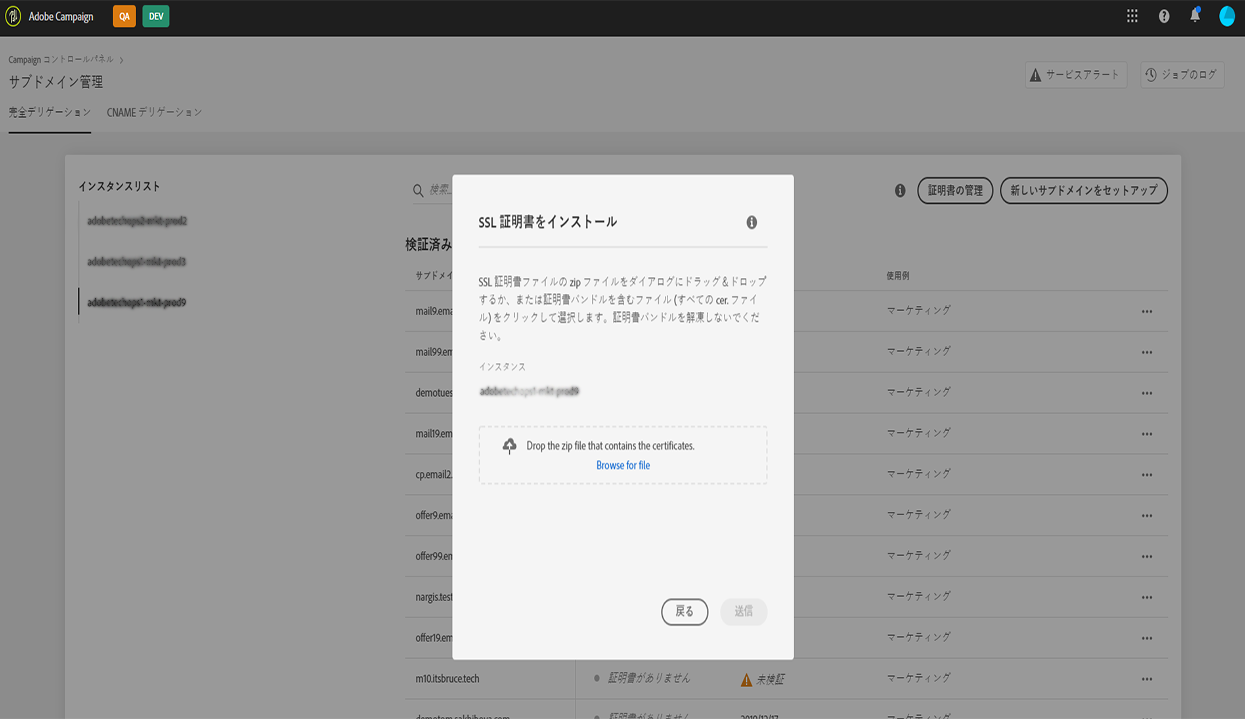 Adobe Campaign
QA
DEV
Campaign コントロールパネル
サブドメイン管理
サービスアラート
ジョブのログ
完全デリゲーション
CNAME デリゲーション
インスタンスリスト
検索...
証明書の管理
新しいサブドメインをセットアップ
検証済み
サブドメイ
使用例
mail9.ema
マーケティング
mail99.em
マーケティング
demotues
マーケティング
mail19.em
マーケティング
cp.email2.
マーケティング
offer9.ema
マーケティング
offer99.en
マーケティング
nargis.test
マーケティング
offer19.em
マーケティング
m10.itsbruce.tech
証明書がありません
未検証
マーケティング
SSL 証明書をインストール
SSL 証明書ファイルの zip ファイルをダイアログにドラッグ＆ドロップ
するか、または証明書バンドルを含むファイル (すべての cer. ファイ
ル) をクリックして選択します。証明書バンドルを解凍しないでくだ
さい。
インスタンス
Drop the zip file that contains the certificates.
Browse for file
戻る
送信